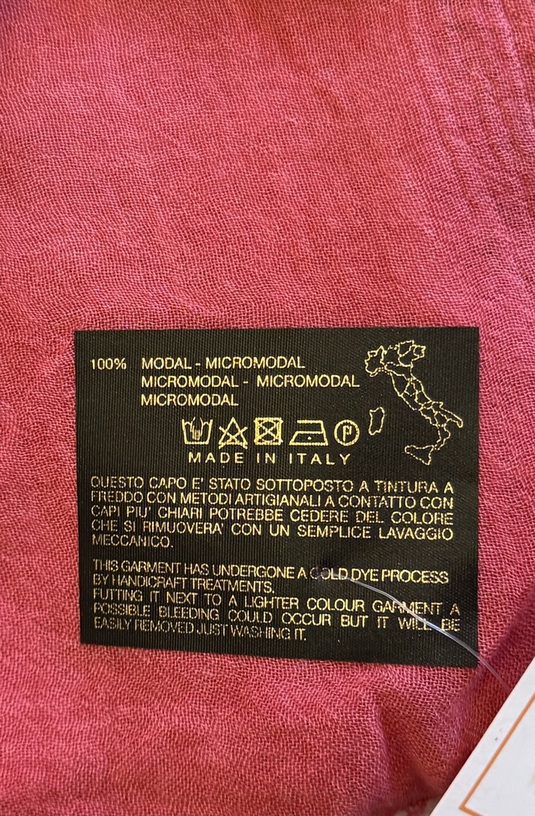 100% MODAL - MICROMODAL
MICROMODAL - MICROMODAL
MICROMODAL
P
MADE IN ITALY
QUESTO CAPO E' STATO SOTTOPOSTO A TINTURA A
FREDDO CON METODI ARTIGIANALI A CONTATTO CON
CAPI PIU' CHIARI POTREBBE CEDERE DEL COLORE
CHE SI RIMUOVERA' CON UN SEMPLICE LAVAGGIO
MECCANICO.
THIS GARMENT HAS UNDERGONE A COLD DYE PROCESS
BY HANDICRAFT TREATMENTS.
FUTTING IT NEXT TO A LIGHTER COLOUR GARMENT A
POSSIBLE BLEEDING COULD OCCUR BUT IT WILL BE
EASILY REMOVED JUST WASHING IT.